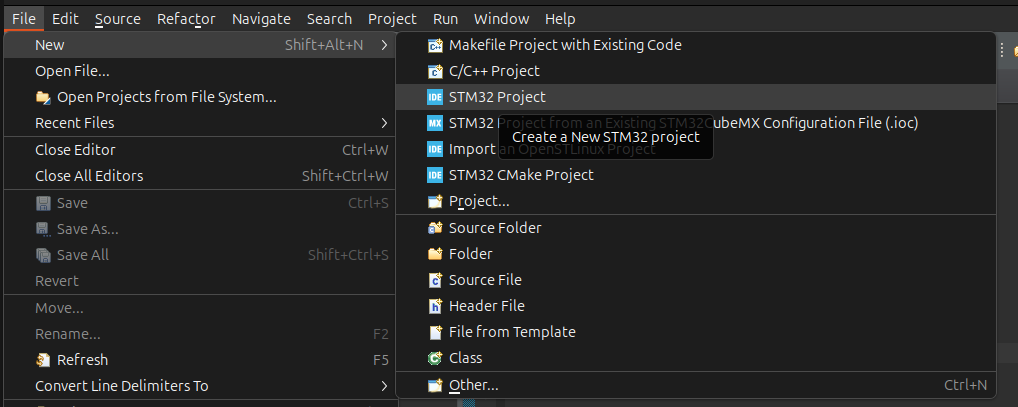 File Edit Source Refactor Navigate Search Project Run Window Help
New Shift+Alt+N
Open File...
Open Projects from File System...
Recent Files
Close Editor Ctrl+W
Close All Editors Shift+Ctrl+W
Save Ctrl+S
Save As...
Save All Shift+Ctrl+S
Revert
Move...
Rename... F2
Refresh F5
Convert Line Delimiters To
Makefile Project with Existing Code
C/C++ Project
IDE STM32 Project
MX STM32 Project from an Existing STM32CubeMX Configuration File (.ioc)
Create a New STM32 project
IDE Import an OpenSTLinux Project
IDE STM32 CMake Project
Project...
Source Folder
Folder
Source File
Header File
File from Template
Class
Other... Ctrl+N